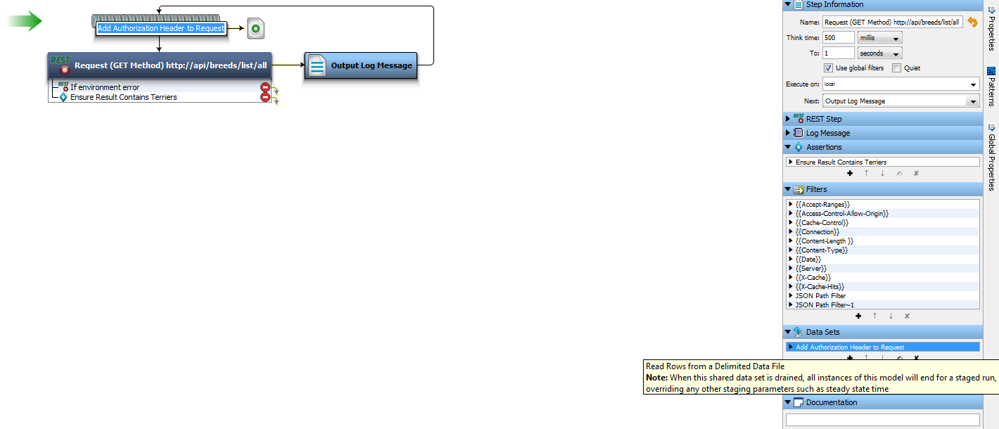 Add Authorization Header to Request
REST
Request (GET Method) http://api/breeds/list/all
Output Log Message
REST
If environment error
Ensure Result Contains Terriers
Step Information
Name:
Request (GET Method) http://api/breeds/list/all
Think time:
500
millis
To:
1
seconds
Use global filters
Quiet
Execute on:
local
Next:
Output Log Message
REST
REST Step
Log Message
Assertions
Ensure Result Contains Terriers
Filters
{{Accept-Ranges}}
{{Access-Control-Allow-Origin}}
{{Cache-Control}}
{{Connection}}
{{Content-Length }}
{{Content-Type}}
{{Date}}
{{Server}}
{{X-Cache}}
{{X-Cache-Hits}}
JSON Path Filter
JSON Path Filter~1
Data Sets
Add Authorization Header to Request
Read Rows from a Delimited Data File
Note: When this shared data set is drained, all instances of this model will end for a staged run,
overriding any other staging parameters such as steady state time
Documentation
Properties
Patterns
Global Properties